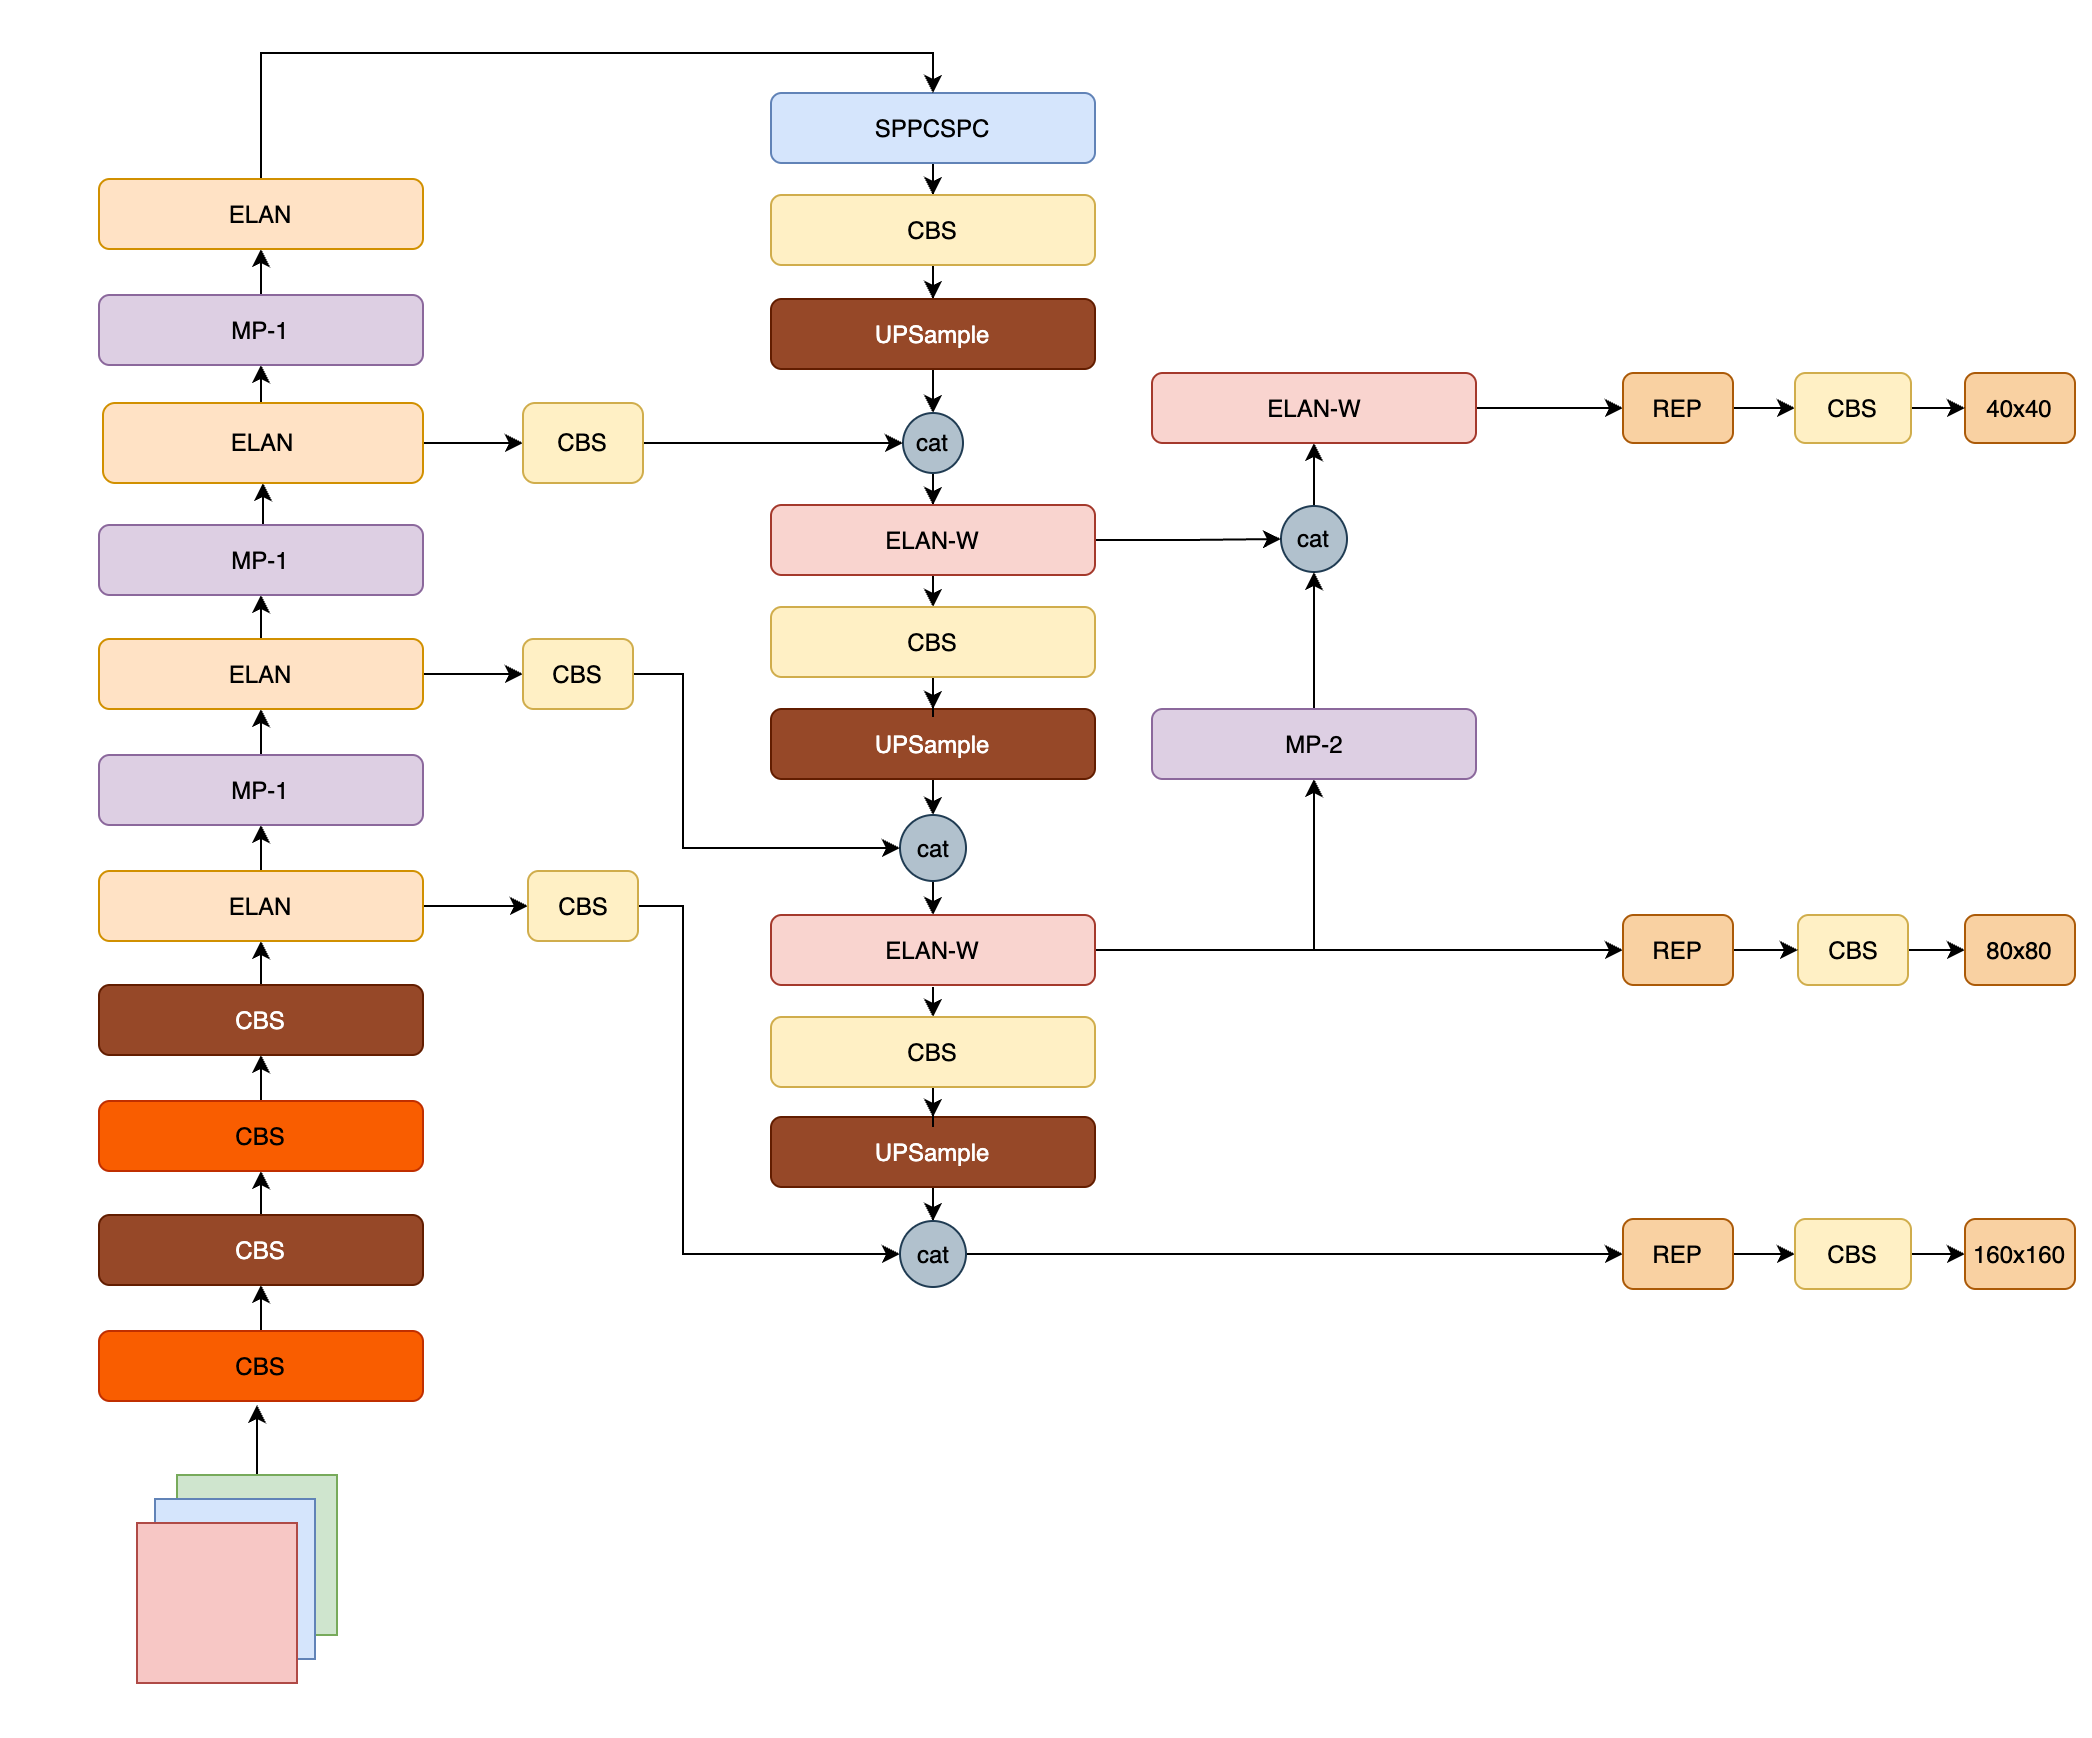 SPPCSPC
ELAN
CBS
MP-1
UPSample
ELAN-W
REP
CBS
40x40
ELAN
CBS
cat
ELAN-W
cat
MP-1
CBS
ELAN
CBS
UPSample
MP-2
MP-1
cat
ELAN
CBS
ELAN-W
REP
CBS
80x80
CBS
CBS
CBS
UPSample
CBS
cat
REP
CBS
160x160
CBS